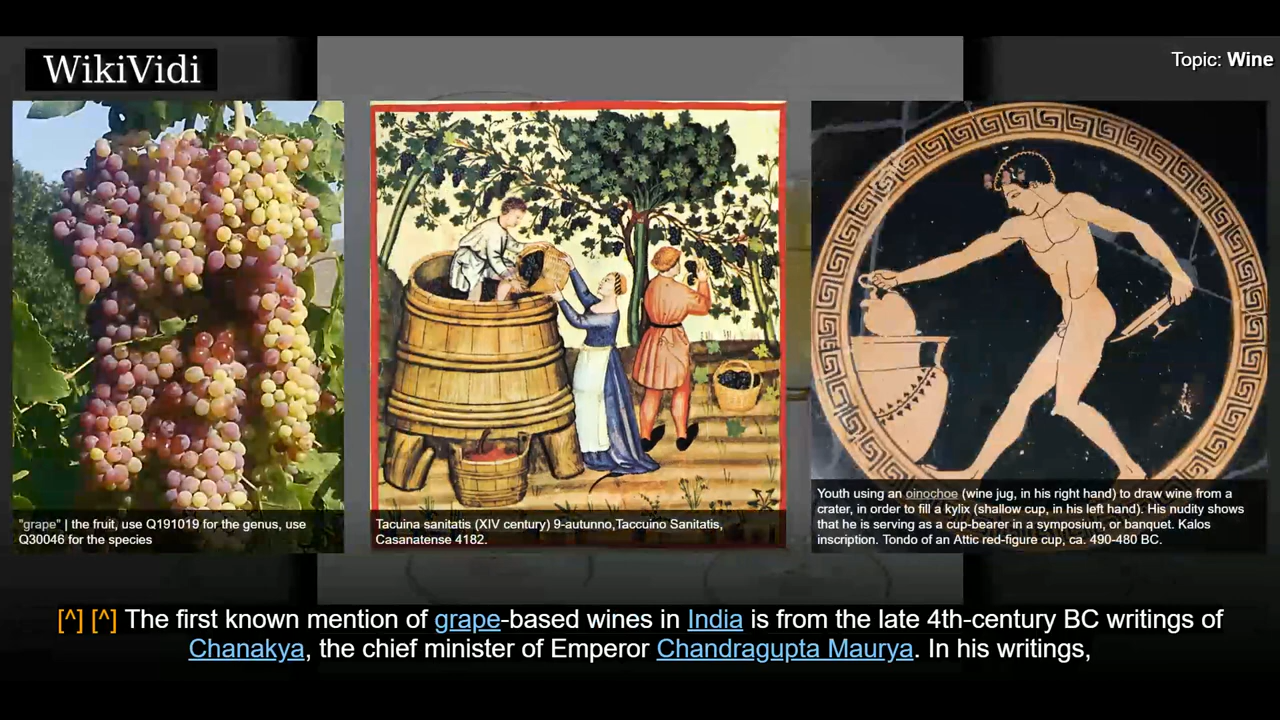 WikiVidi
Topic: Wine
"grape" | the fruit, use Q191019 for the genus, use
Q30046 for the species
Tacuina sanitatis (XIV century) 9-autunno,Taccuino Sanitatis,
Casanatense 4182.
Youth using an oinochoe (wine jug, in his right hand) to draw wine from a
crater, in order to fill a kylix (shallow cup, in his left hand). His nudity shows
that he is serving as a cup-bearer in a symposium, or banquet. Kalos
inscription. Tondo of an Attic red-figure cup, ca. 490-480 BC.
[^] [^] The first known mention of grape-based wines in India is from the late 4th-century BC writings of
Chanakya, the chief minister of Emperor Chandragupta Maurya. In his writings,